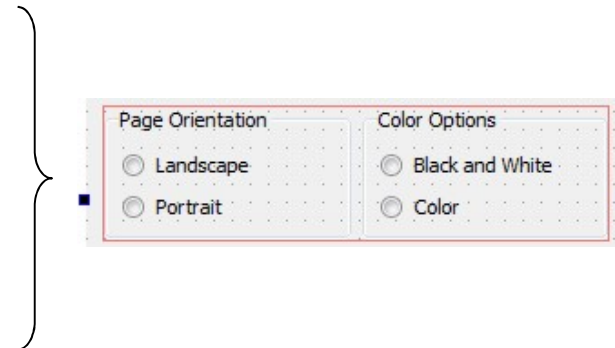 Page Orientation
Landscape
Portrait
Color Options
Black and White
Color